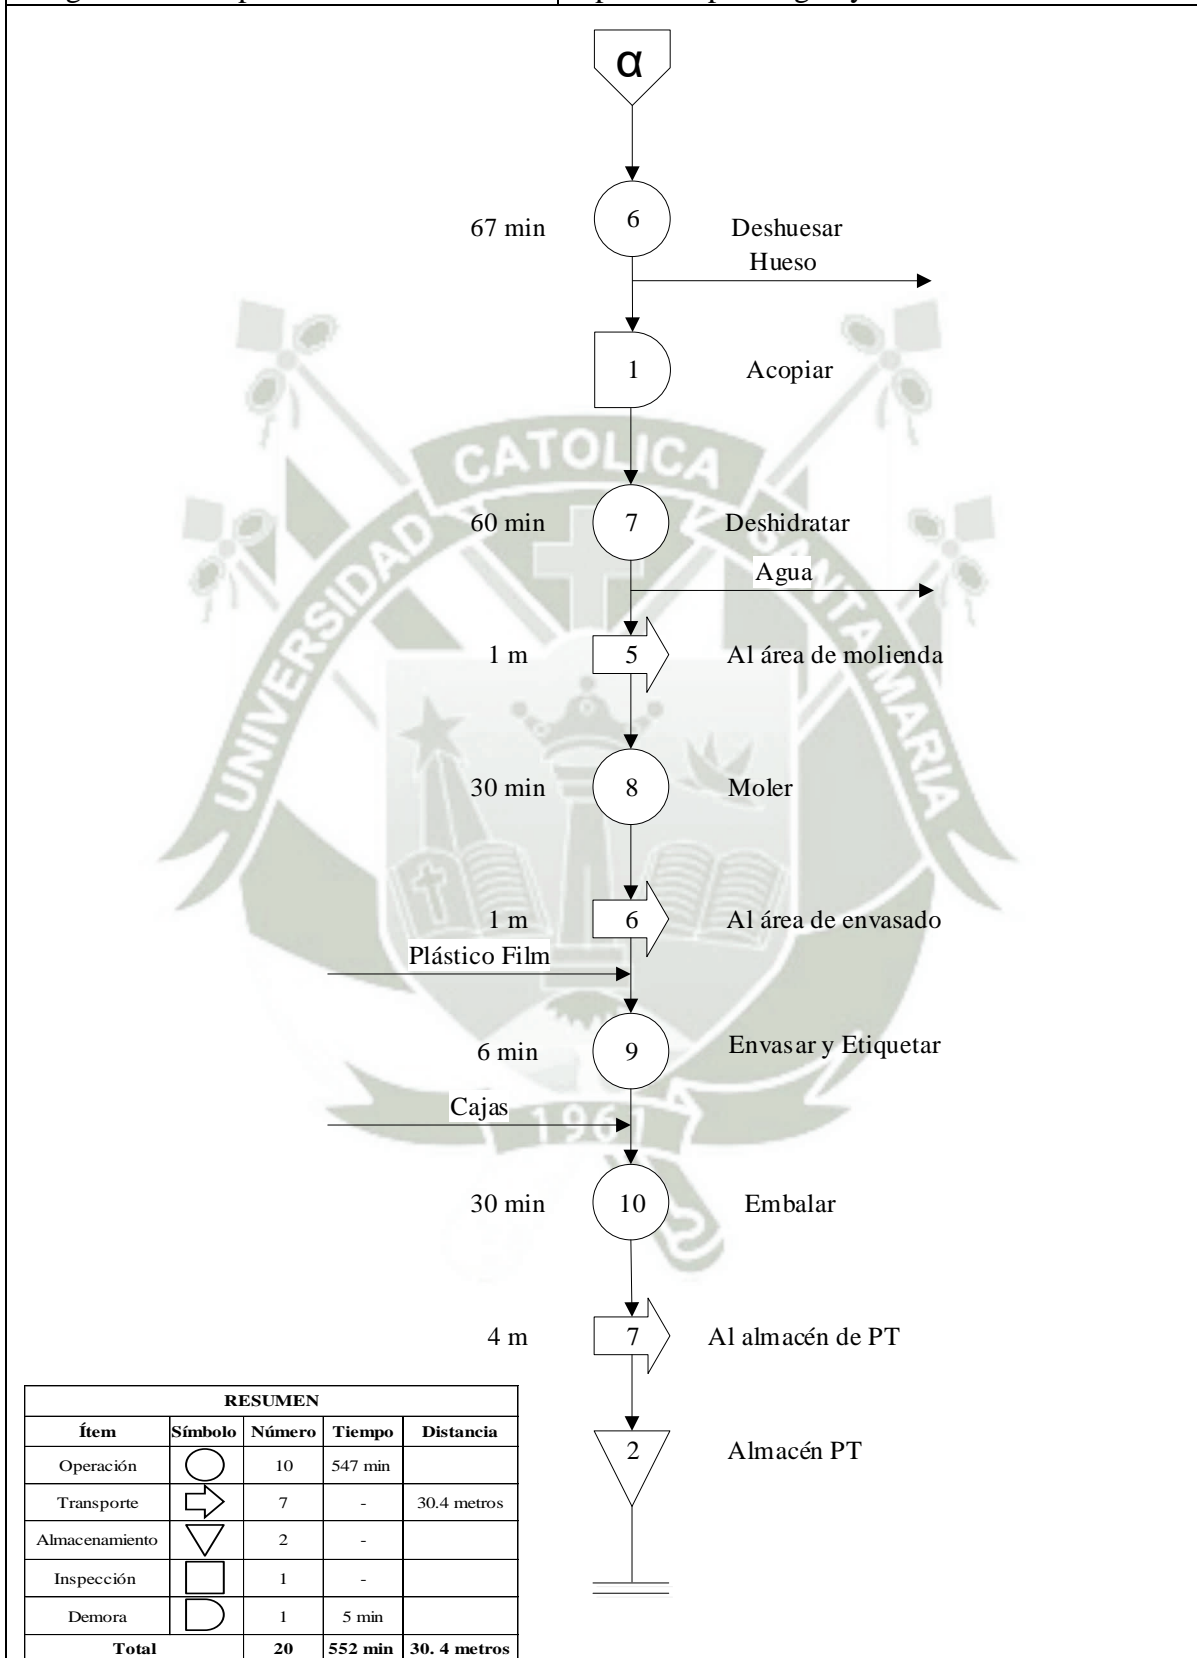 α
67 min 6 Deshuesar
Hueso
1 Acopiar
CATOLICA
UNIVERSIDAD
SANTA MARIA
60 min 7 Deshidratar
Agua
1 m 5 Al área de molienda
30 min 8 Moler
1 m 6 Al área de envasado
Plástico Film
6 min 9 Envasar y Etiquetar
Cajas
1961
30 min 10 Embalar
4 m 7 Al almacén de PT
2 Almacén PT
RESUMEN
Ítem Símbolo Número Tiempo Distancia
Operación 10 547 min
Transporte 7 - 30.4 metros
Almacenamiento 2 -
Inspección 1 -
Demora 1 5 min
Total 20 552 min 30. 4 metros